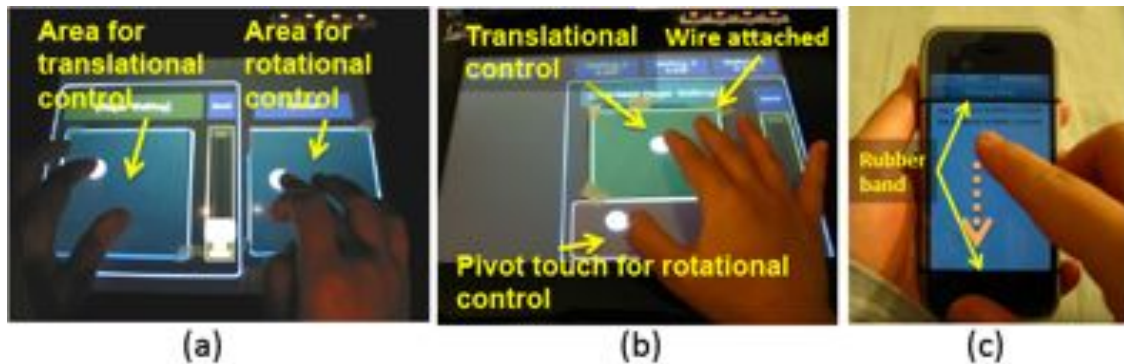 Area for
translational
control
Area for
rotational
control
(a)
Translational
control
Wire attached
Pivot touch for rotational
control
(b)
Rubber
band
(c)